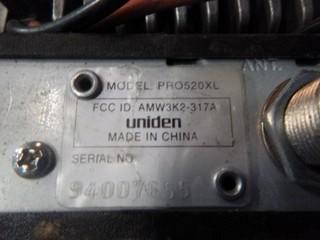 MODEL: PRO520XL
ANT.
FCC ID: AMW3K2-317A
uniden
MADE IN CHINA
SERIAL NO.